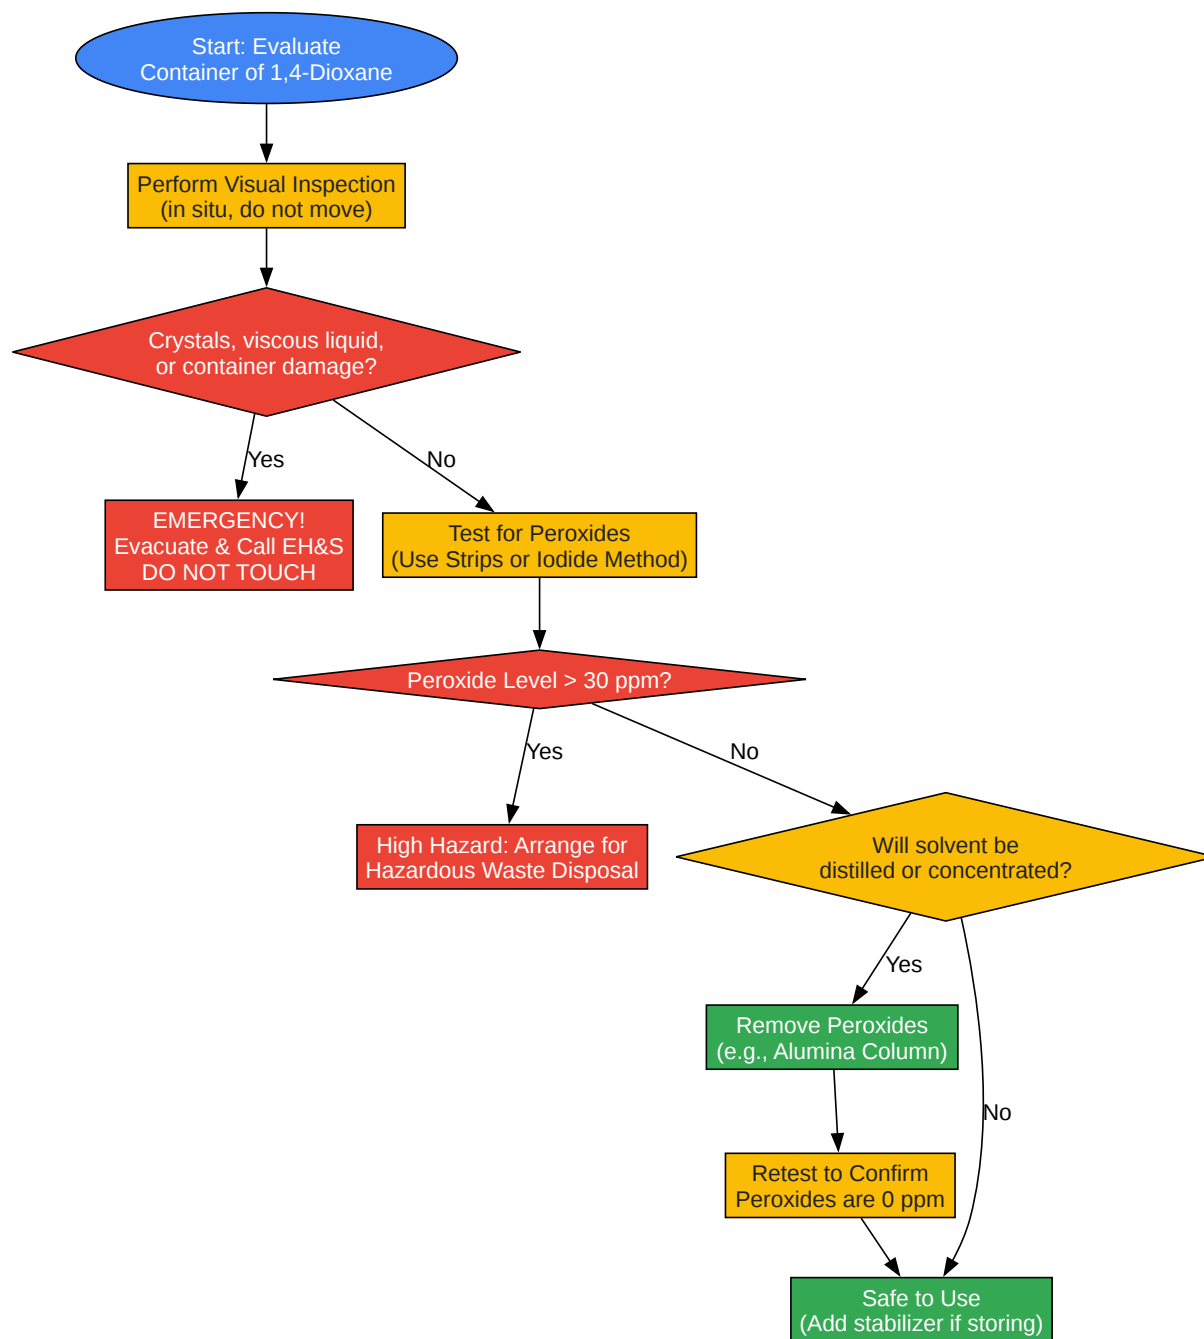 Start: Evaluate
Container of 1,4-Dioxane
Perform Visual Inspection
(in situ, do not move)
Crystals, viscous liquid,
or container damage?
Yes
No
EMERGENCY!
Evacuate & Call EH&S
DO NOT TOUCH
Test for Peroxides
(Use Strips or Iodide Method)
Peroxide Level > 30 ppm?
Yes
No
High Hazard: Arrange for
Hazardous Waste Disposal
Will solvent be
distilled or concentrated?
Yes
Remove Peroxides
(e.g., Alumina Column)
No
Retest to Confirm
Peroxides are 0 ppm
Safe to Use
(Add stabilizer if storing)